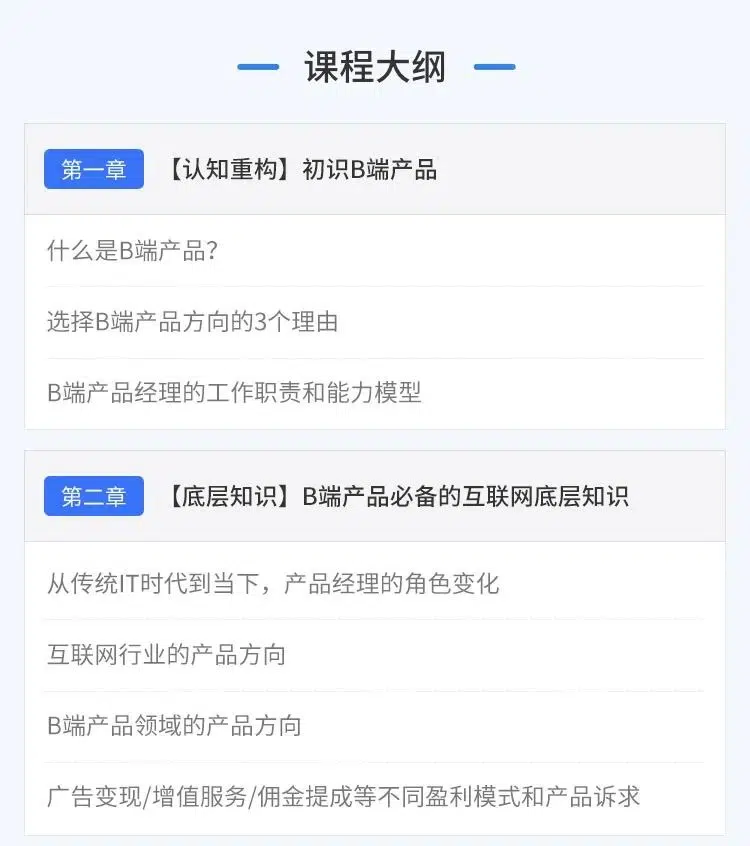 课程大纲
第一章 【认知重构】初识B端产品
什么是B端产品？
选择B端产品方向的3个理由
B端产品经理的工作职责和能力模型
第二章 【底层知识】B端产品必备的互联网底层知识
从传统IT时代到当下，产品经理的角色变化
互联网行业的产品方向
B端产品领域的产品方向
广告变现/增值服务/佣金提成等不同盈利模式和产品诉求